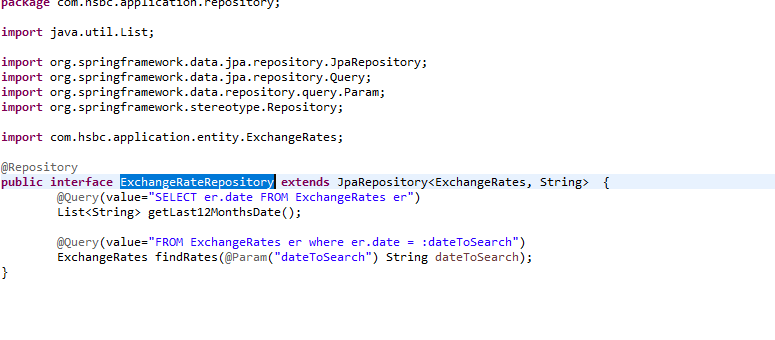 package com.hsbc.application.repository;
import java.util.List;
import org.springframework.data.jpa.repository.JpaRepository;
import org.springframework.data.jpa.repository.Query;
import org.springframework.data.repository.query.Param;
import org.springframework.stereotype.Repository;
import com.hsbc.application.entity.ExchangeRates;
@Repository
public interface ExchangeRateRepository extends JpaRepository<ExchangeRates, String>  {
@Query(value="SELECT er.date FROM ExchangeRates er")
List<String> getLast12MonthsDate();
@Query(value="FROM ExchangeRates er where er.date = :dateToSearch")
ExchangeRates findRates(@Param("dateToSearch") String dateToSearch);
}